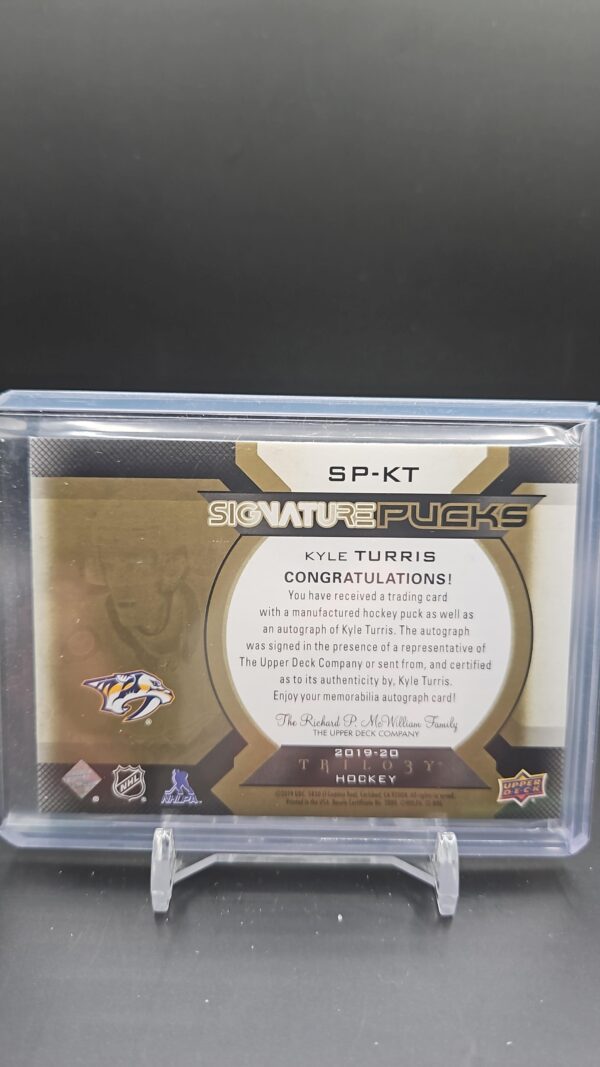 SP-KT
SIGNATURE PUCKS
KYLE TURRIS
CONGRATULATIONS!
You have received a trading card
with a manufactured hockey puck as well as
an autograph of Kyle Turris. The autograph
was signed in the presence of a representative of
The Upper Deck Company or sent from, and certified
as to its authenticity by, Kyle Turris.
Enjoy your memorabilia autograph card!
The Richard P. McWilliam Family
THE UPPER DECK COMPANY
2019-20
TRILOGY
HOCKEY
NHL
NHLPA
UPPER
DECK